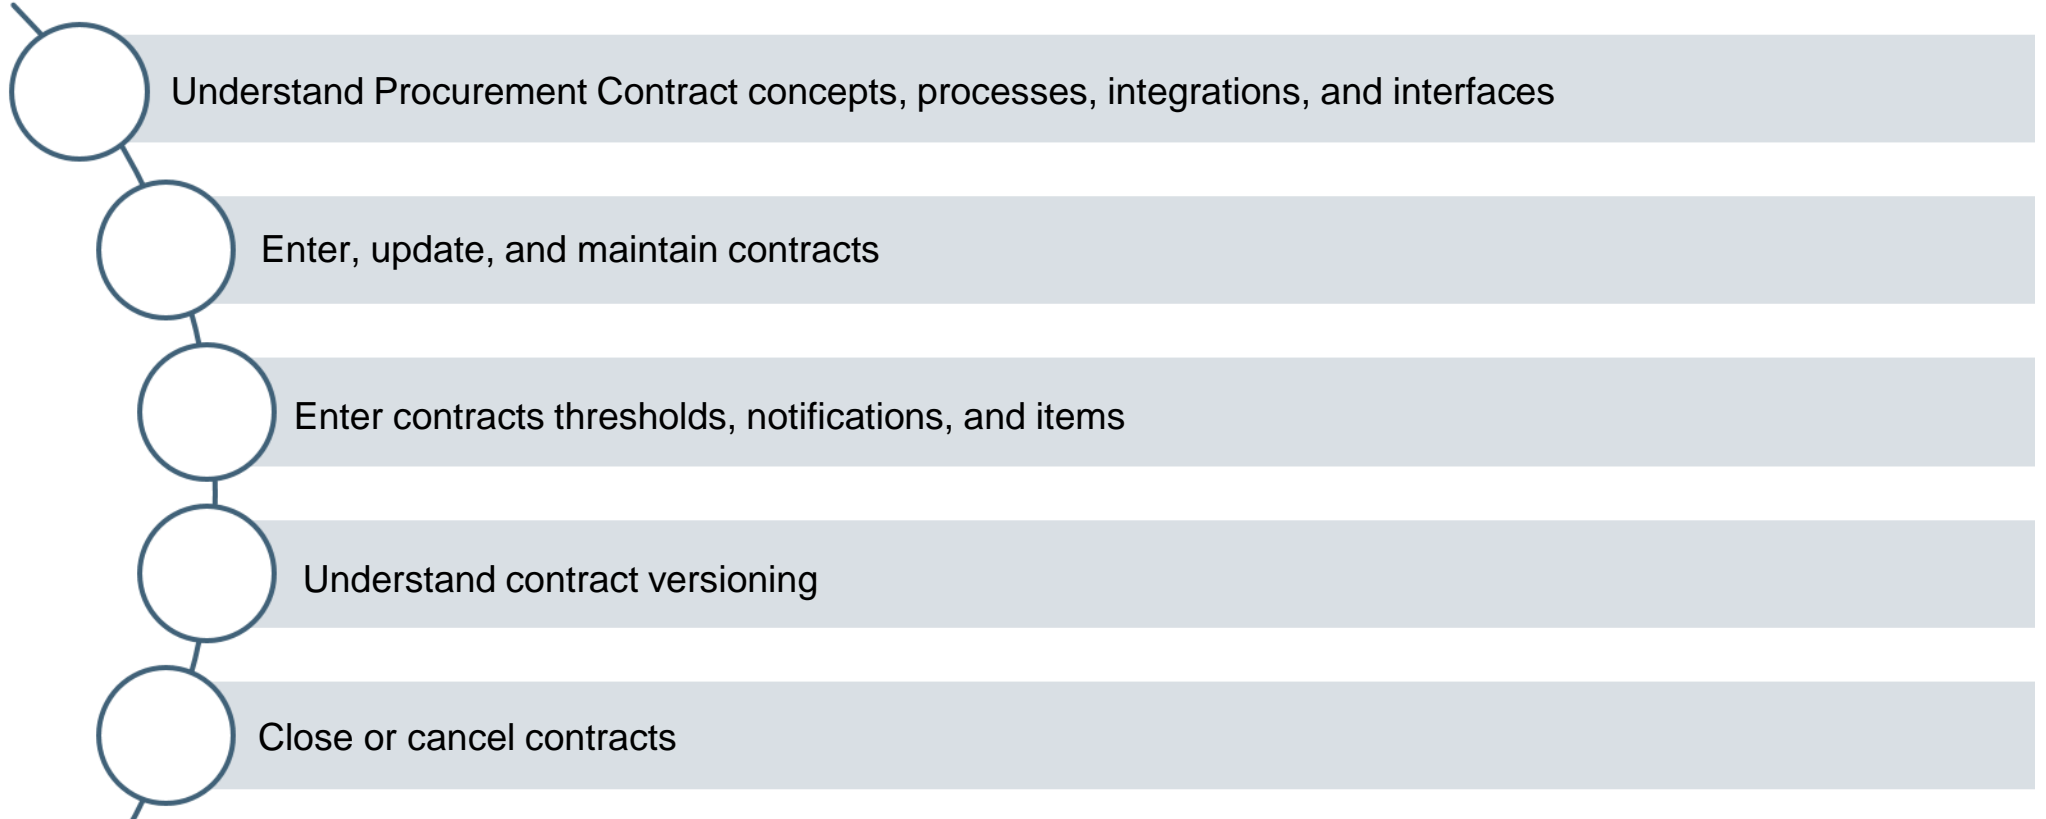 Understand Procurement Contract concepts, processes, integrations, and interfaces
Enter, update, and maintain contracts
Enter contracts thresholds, notifications, and items
Understand contract versioning
Close or cancel contracts